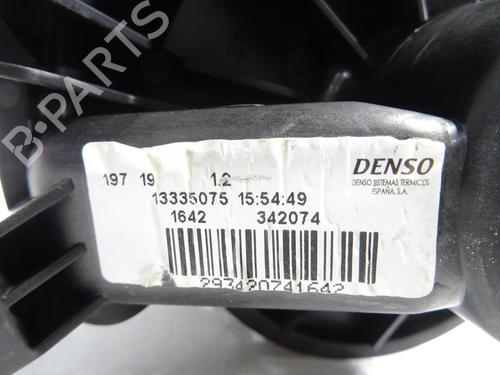 B-PARTS
197 19 1.2
DENSO
DENSO SISTEMAS TERMICOS
ESPAÑA, S.A.
13335075 15:54:49
1642 342074
293420741642